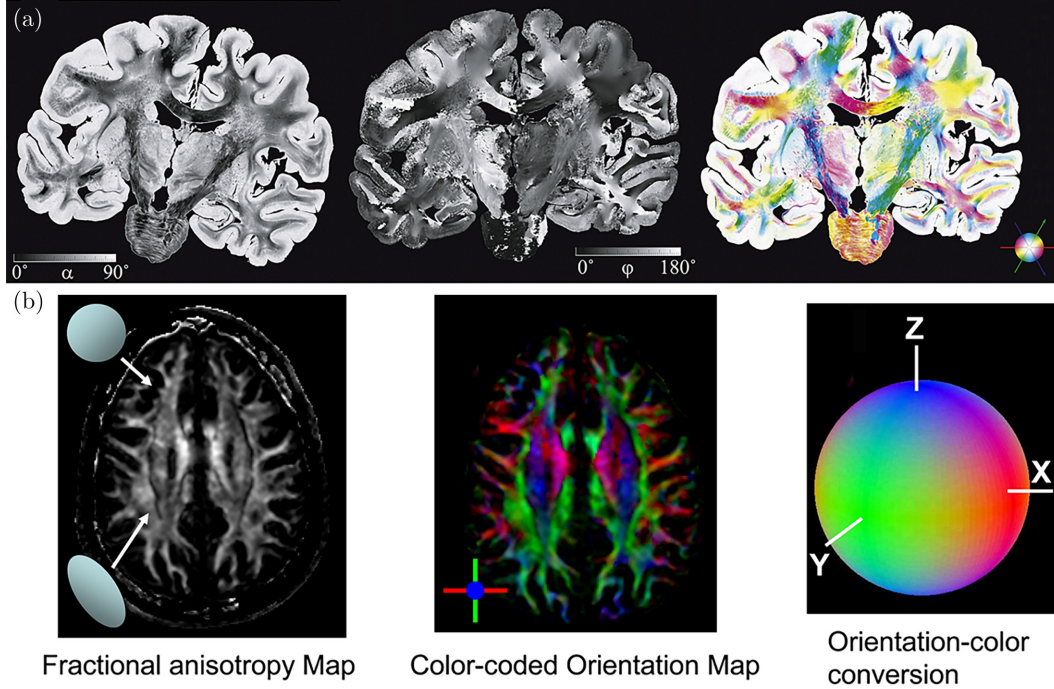 (a)
0° α 90°
0° φ 180°
(b)
Z
X
Y
Fractional anisotropy Map
Color-coded Orientation Map
Orientation-color
conversion